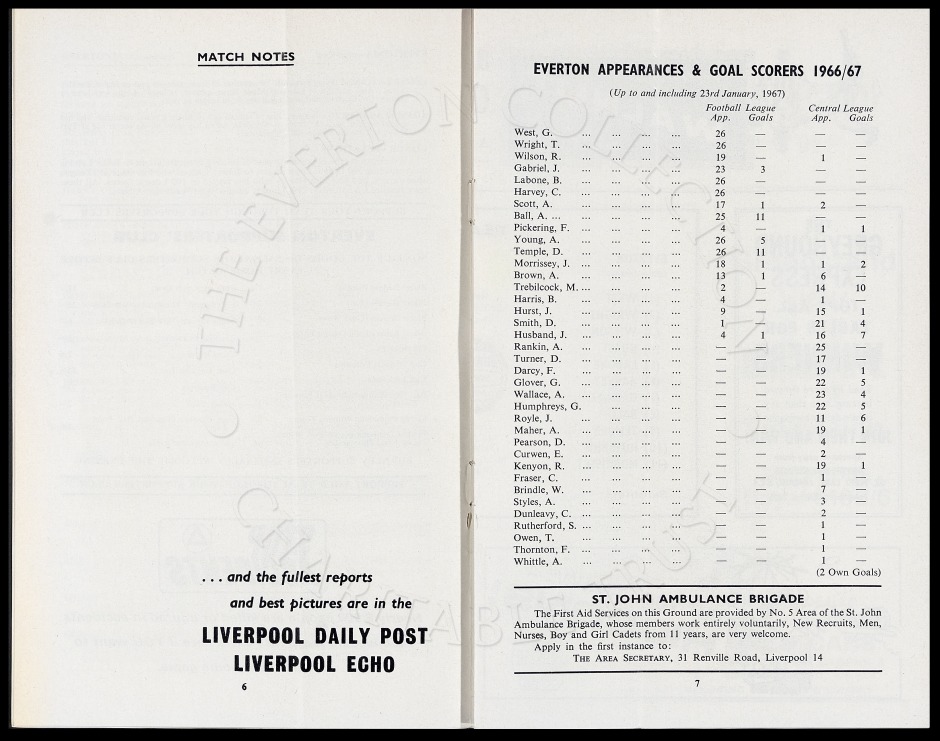 MATCH NOTES
... and the fullest reports
and best pictures are in the
LIVERPOOL DAILY POST
LIVERPOOL ECHO
6
EVERTON APPEARANCES & GOAL SCORERS 1966/67
(Up to and including 23rd January, 1967)
Football League Central League
App. Goals App. Goals
West, G. ... ... ... ... 26 — — —
Wright, T. ... ... ... ... 26 — — —
Wilson, R. ... ... ... ... 19 — 1 —
Gabriel, J. ... ... ... ... 23 3 — —
Labone, B. ... ... ... ... 26 — — —
Harvey, C. ... ... ... ... 26 — — —
Scott, A. ... ... ... ... 17 1 2 —
Ball, A. ... ... ... ... ... 25 11 — —
Pickering, F. ... ... ... ... 4 — 1 1
Young, A. ... ... ... ... 26 5 — —
Temple, D. ... ... ... ... 26 11 — —
Morrissey, J. ... ... ... ... 18 1 1 2
Brown, A. ... ... ... ... 13 1 6 —
Trebilcock, M. ... ... ... ... 2 — 14 10
Harris, B. ... ... ... ... 4 — 1 —
Hurst, J. ... ... ... ... 9 — 15 1
Smith, D. ... ... ... ... 1 — 21 4
Husband, J. ... ... ... ... 4 1 16 7
Rankin, A. ... ... ... ... — — 25 —
Turner, D. ... ... ... ... — — 17 —
Darcy, F. ... ... ... ... — — 19 1
Glover, G. ... ... ... ... — — 22 5
Wallace, A. ... ... ... ... — — 23 4
Humphreys, G. ... ... ... — — 22 5
Royle, J. ... ... ... ... — — 11 6
Maher, A. ... ... ... ... — — 19 1
Pearson, D. ... ... ... ... — — 4 —
Curwen, E. ... ... ... ... — — 2 —
Kenyon, R. ... ... ... ... — — 19 1
Fraser, C. ... ... ... ... — — 1 —
Brindle, W. ... ... ... ... — — 7 —
Styles, A. ... ... ... ... — — 3 —
Dunleavy, C. ... ... ... ... — — 2 —
Rutherford, S. ... ... ... ... — — 1 —
Owen, T. ... ... ... ... — — 1 —
Thornton, F. ... ... ... ... — — 1 —
Whittle, A. ... ... ... ... — — 1 —
(2 Own Goals)
ST. JOHN AMBULANCE BRIGADE
The First Aid Services on this Ground are provided by No. 5 Area of the St. John
Ambulance Brigade, whose members work entirely voluntarily, New Recruits, Men,
Nurses, Boy and Girl Cadets from 11 years, are very welcome.
Apply in the first instance to:
THE AREA SECRETARY, 31 Renville Road, Liverpool 14
7
© THE EVERTON COLLECTION
CHARITABLE TRUST